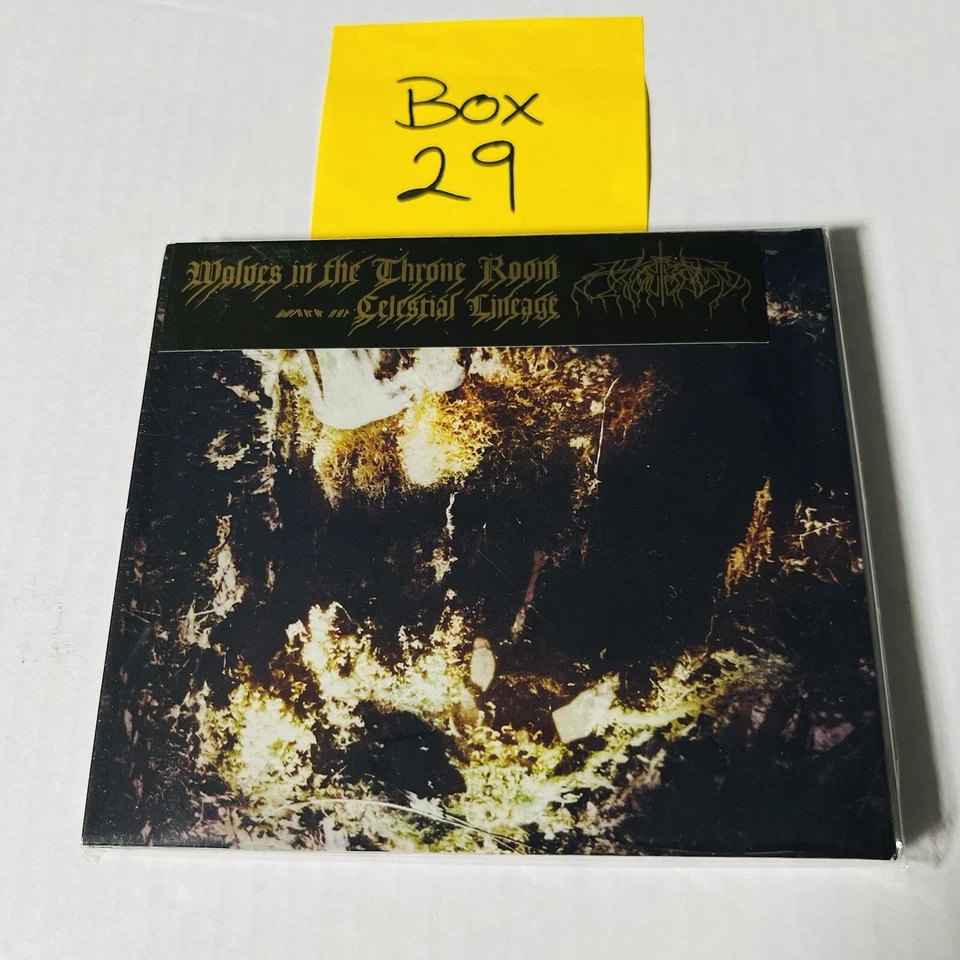 Box
29
Wolves in the Throne Room
Celestial Lineage